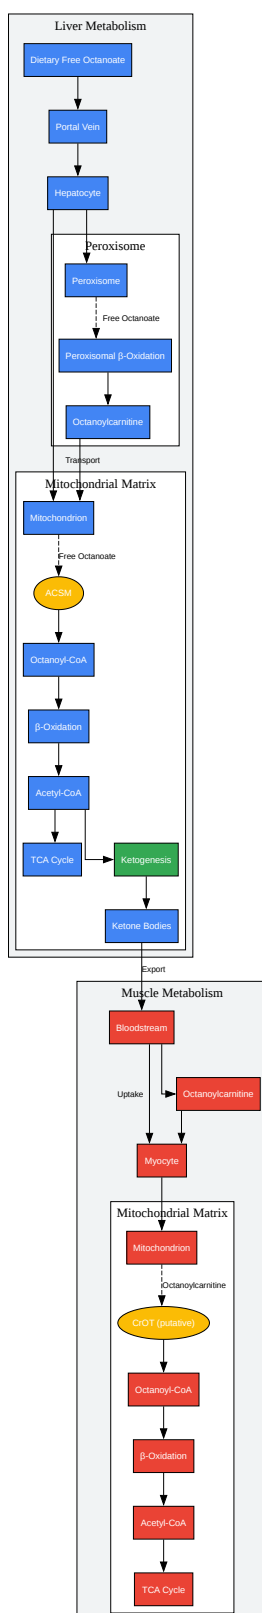 Liver Metabolism
Dietary Free Octanoate
Portal Vein
Hepatocyte
Peroxisome
Peroxisome
Free Octanoate
Peroxisomal β-Oxidation
Octanoylcarnitine
Transport
Mitochondrial Matrix
Mitochondrion
Free Octanoate
ACSM
Octanoyl-CoA
β-Oxidation
Acetyl-CoA
TCA Cycle
Ketogenesis
Ketone Bodies
Export
Muscle Metabolism
Bloodstream
Uptake
Octanoylcarnitine
Myocyte
Mitochondrial Matrix
Mitochondrion
Octanoylcarnitine
CrOT (putative)
Octanoyl-CoA
β-Oxidation
Acetyl-CoA
TCA Cycle